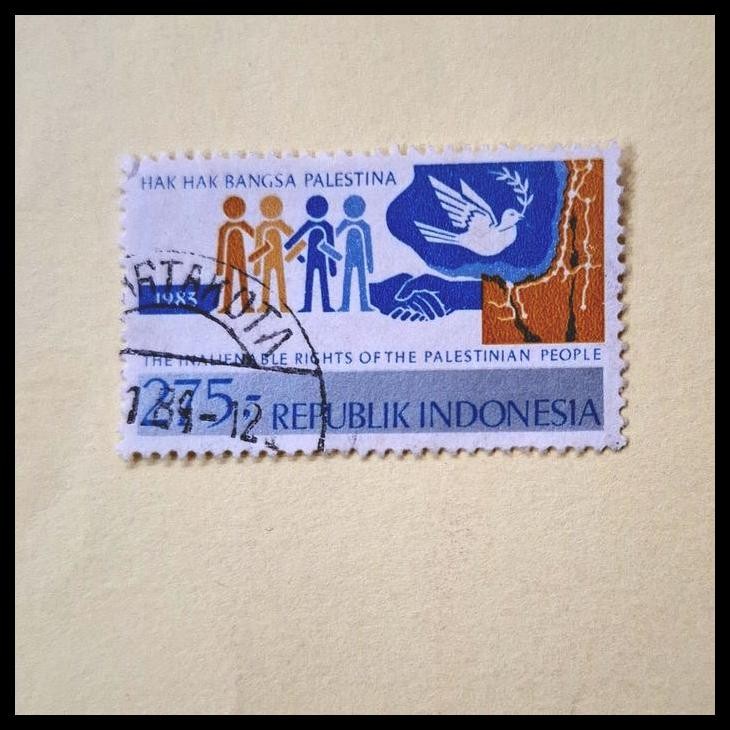 HAK HAK BANGSA PALESTINA
1983
THE INALIENABLE RIGHTS OF THE PALESTINIAN PEOPLE
275,-
REPUBLIK INDONESIA